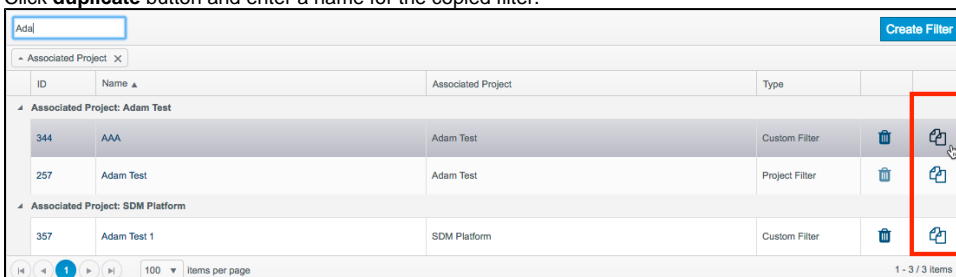 Click duplicate button and enter a name for the copied filter.
Ada
Create Filter
Associated Project
ID Name Associated Project Type
Associated Project: Adam Test
344 AAA Adam Test Custom Filter
257 Adam Test Adam Test Project Filter
Associated Project: SDM Platform
357 Adam Test 1 SDM Platform Custom Filter
1 100 items per page 1 - 3 / 3 items